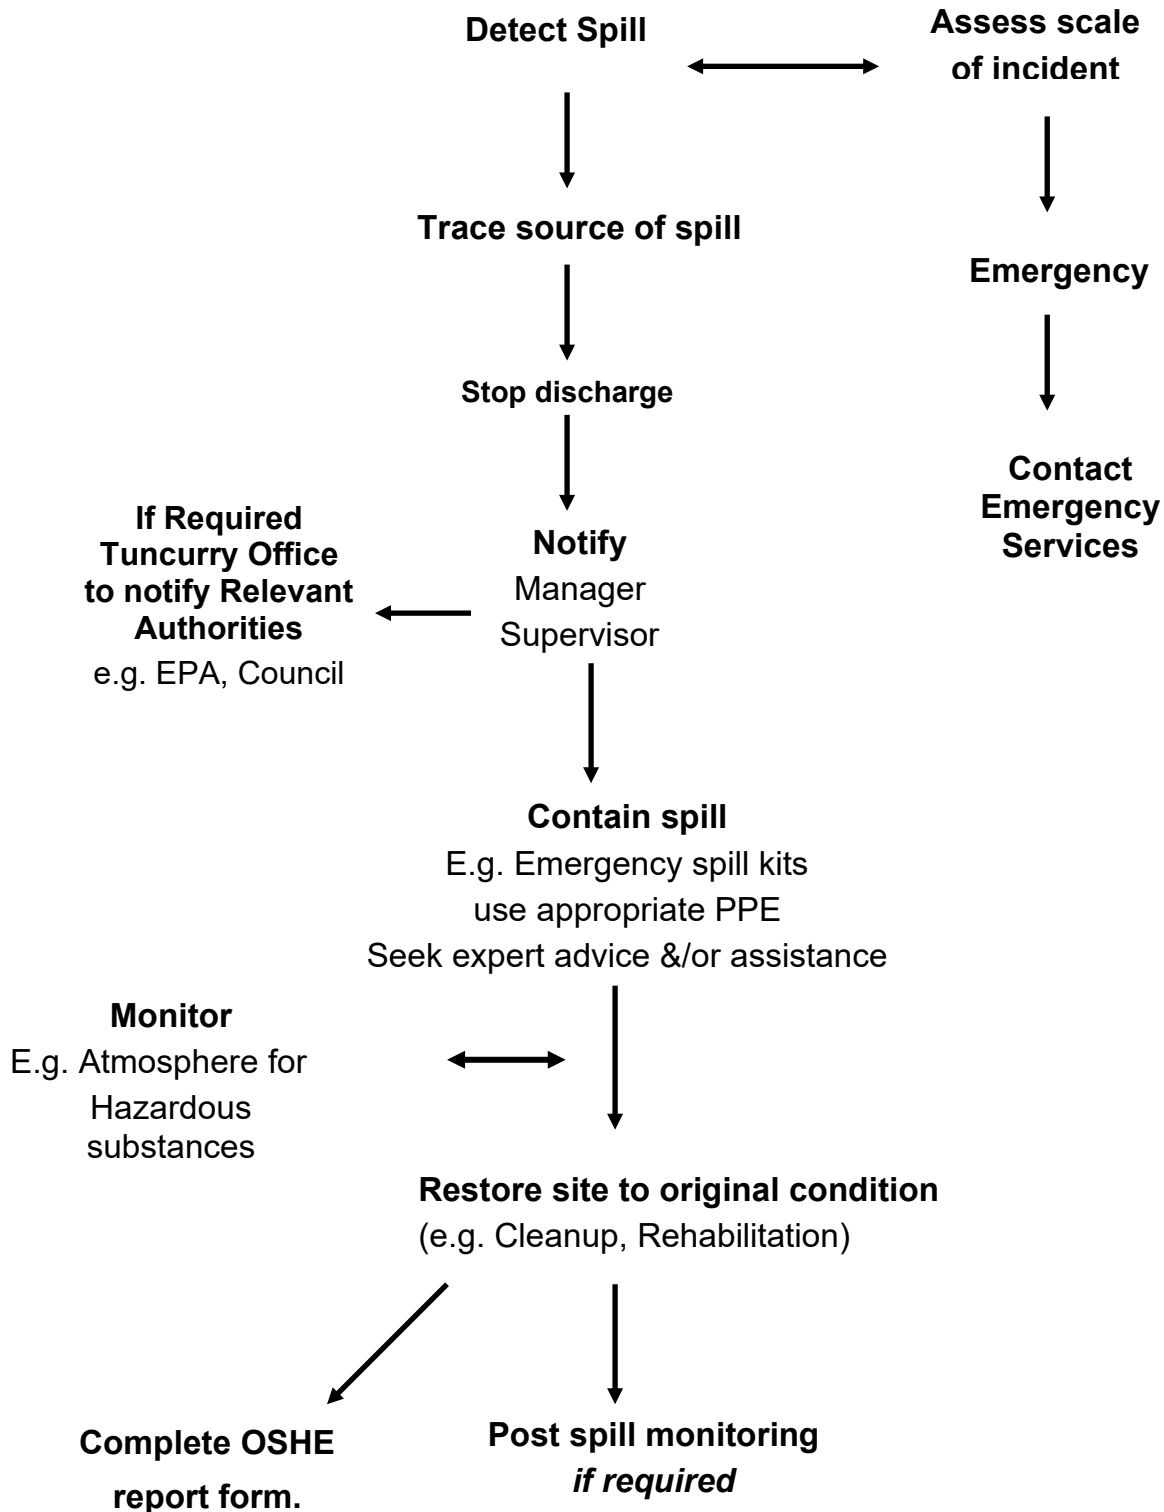 Detect Spill
Assess scale
of incident
Trace source of spill
Emergency
Stop discharge
Contact
Emergency
Services
If Required
Tuncurry Office
to notify Relevant
Authorities
e.g. EPA, Council
Notify
Manager
Supervisor
Contain spill
E.g. Emergency spill kits
use appropriate PPE
Seek expert advice &/or assistance
Monitor
E.g. Atmosphere for
Hazardous
substances
Restore site to original condition
(e.g. Cleanup, Rehabilitation)
Complete OSHE
report form.
Post spill monitoring
if required